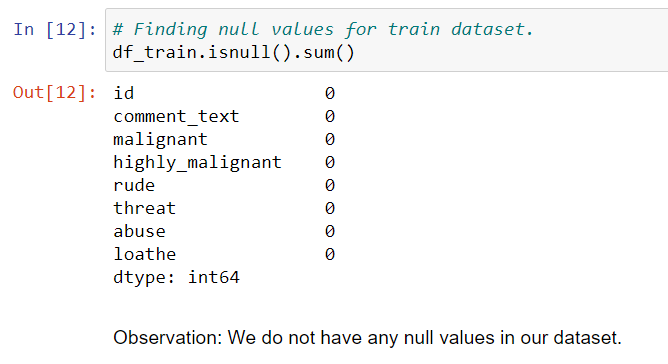 In [12]: # Finding null values for train dataset.
df_train.isnull().sum()
Out[12]: id 0
comment_text 0
malignant 0
highly_malignant 0
rude 0
threat 0
abuse 0
loathe 0
dtype: int64
Observation: We do not have any null values in our dataset.